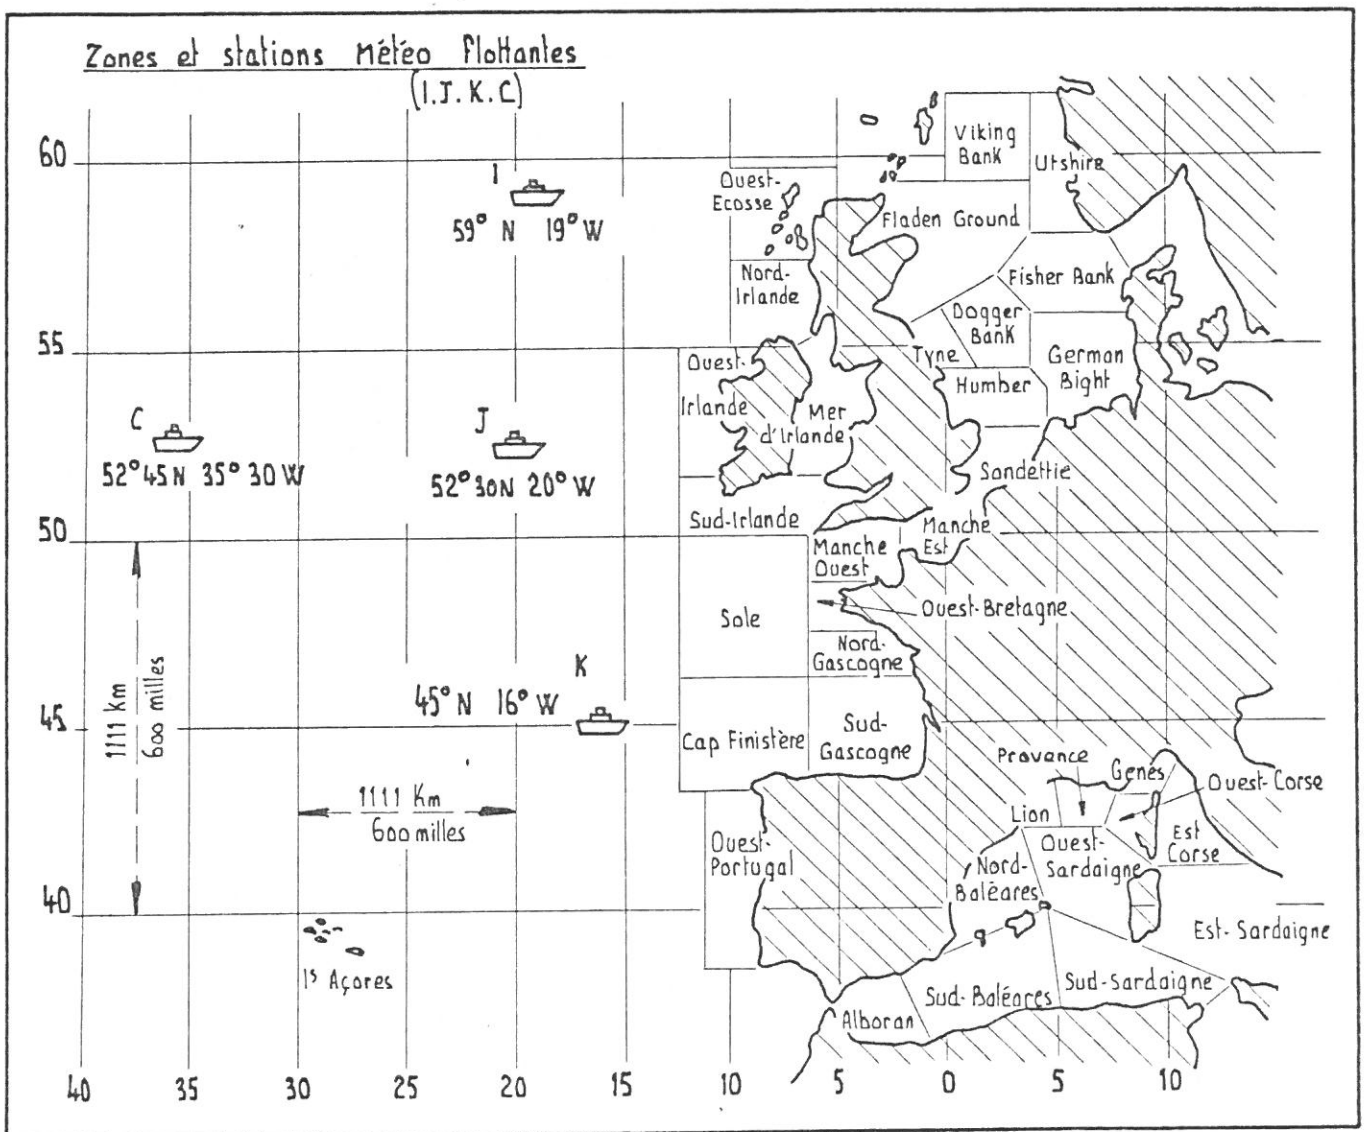 Zones et stations Météo flottantes
(I.J.K.C)
60
55
50
45
40
I
59° N 19° W
C
52° 45 N 35° 30 W
J
52° 30N 20° W
K
45° N 16° W
1111 Km
600 milles
1111 Km
600 milles
Is Açores
Viking
Bank
Utshire
Ouest-
Ecosse
Fladen Ground
Nord-
Irlande
Fisher Bank
Dogger
Bank
Tyne
German
Bight
Humber
Ouest-
Irlande
Mer
d'Irlande
Sandettie
Sud-Irlande
Manche
Est
Manche
Ouest
Ouest-Bretagne
Sole
Nord-
Gascogne
Cap Finistère
Sud-
Gascogne
Provance
Genes
Ouest-Corse
Lion
Est
Corse
Ouest-
Portugal
Ouest-
Sardaigne
Nord-
Baléares
Est-Sardaigne
Sud-Baléares
Sud-Sardaigne
Alboran
40 35 30 25 20 15 10 5 0 5 10